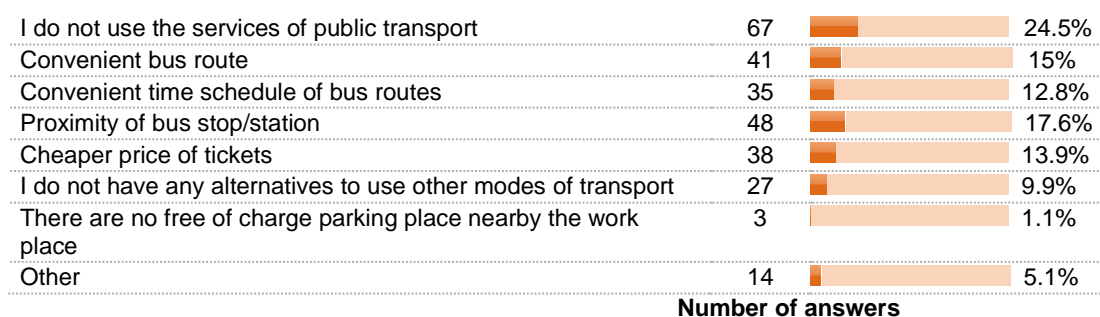 I do not use the services of public transport 67 24.5%
Convenient bus route 41 15%
Convenient time schedule of bus routes 35 12.8%
Proximity of bus stop/station 48 17.6%
Cheaper price of tickets 38 13.9%
I do not have any alternatives to use other modes of transport 27 9.9%
There are no free of charge parking place nearby the work 3 1.1%
place
Other 14 5.1%
Number of answers